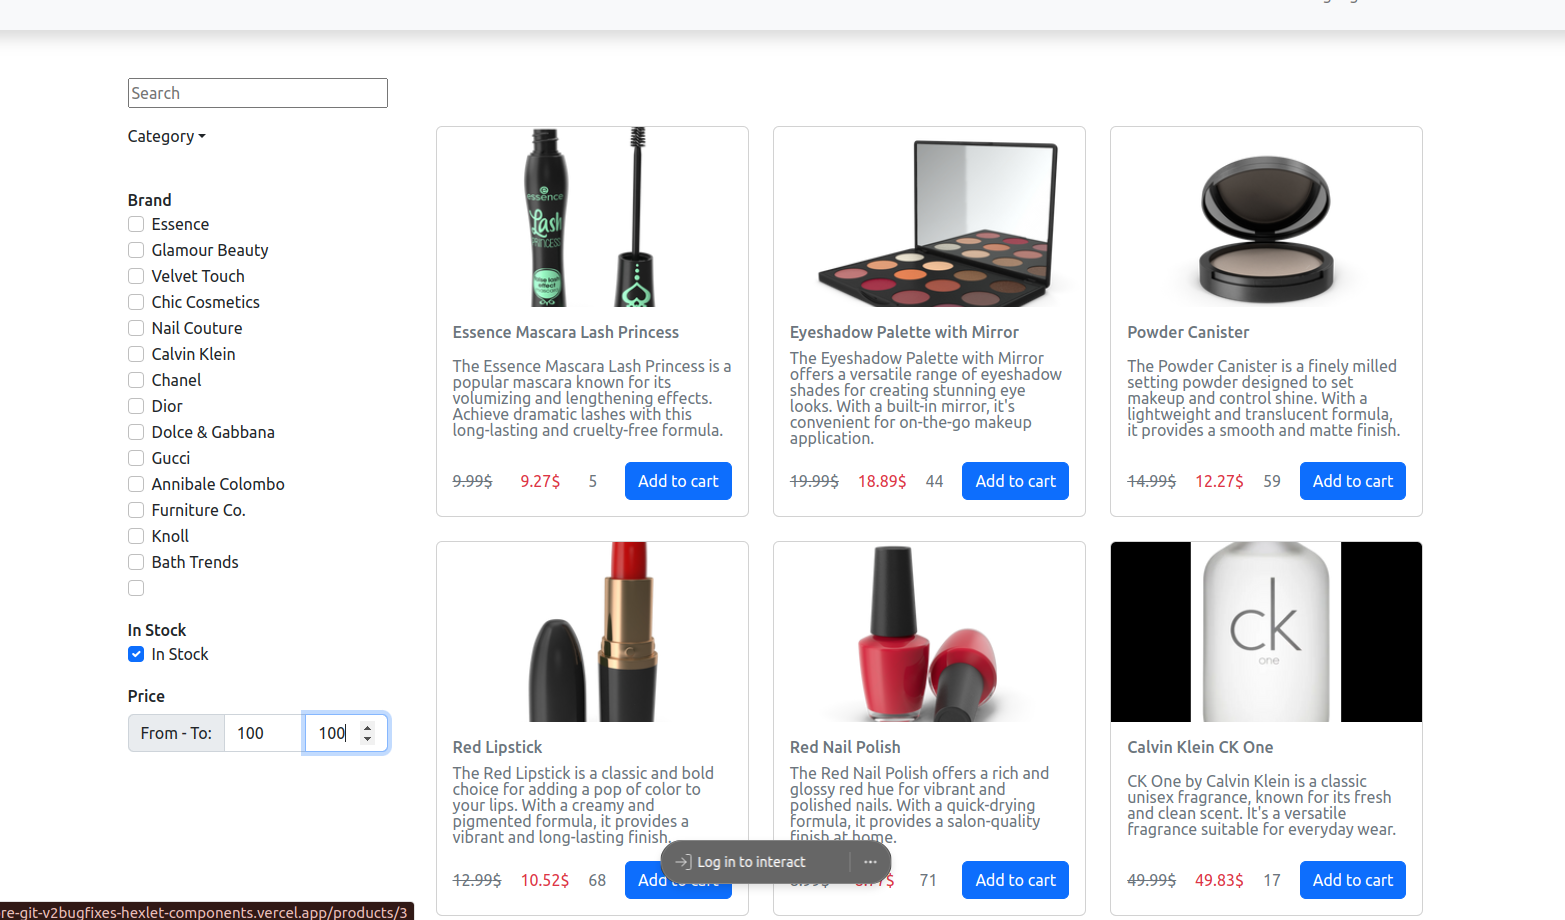 Search
Category
Brand
Essence
Glamour Beauty
Velvet Touch
Chic Cosmetics
Nail Couture
Calvin Klein
Chanel
Dior
Dolce & Gabbana
Gucci
Annibale Colombo
Furniture Co.
Knoll
Bath Trends
In Stock
In Stock
Price
From - To: 100 100
essence
Lash
PRINCESS
Essence Mascara Lash Princess
The Essence Mascara Lash Princess is a
popular mascara known for its
volumizing and lengthening effects.
Achieve dramatic lashes with this
long-lasting and cruelty-free formula.
9.99$ 9.27$ 5 Add to cart
Eyeshadow Palette with Mirror
The Eyeshadow Palette with Mirror
offers a versatile range of eyeshadow
shades for creating stunning eye
looks. With a built-in mirror, it's
convenient for on-the-go makeup
application.
19.99$ 18.89$ 44 Add to cart
Powder Canister
The Powder Canister is a finely milled
setting powder designed to set
makeup and control shine. With a
lightweight and translucent formula,
it provides a smooth and matte finish.
14.99$ 12.27$ 59 Add to cart
Red Lipstick
The Red Lipstick is a classic and bold
choice for adding a pop of color to
your lips. With a creamy and
pigmented formula, it provides a
vibrant and long-lasting finish.
12.99$ 10.52$ 68 Add to cart
Red Nail Polish
The Red Nail Polish offers a rich and
glossy red hue for vibrant and
polished nails. With a quick-drying
formula, it provides a salon-quality
finish at home.
71 Add to cart
ck
one
Calvin Klein CK One
CK One by Calvin Klein is a classic
unisex fragrance, known for its fresh
and clean scent. It's a versatile
fragrance suitable for everyday wear.
49.99$ 49.83$ 17 Add to cart
Log in to interact
re-git-v2bugfixes-hexlet-components.vercel.app/products/3